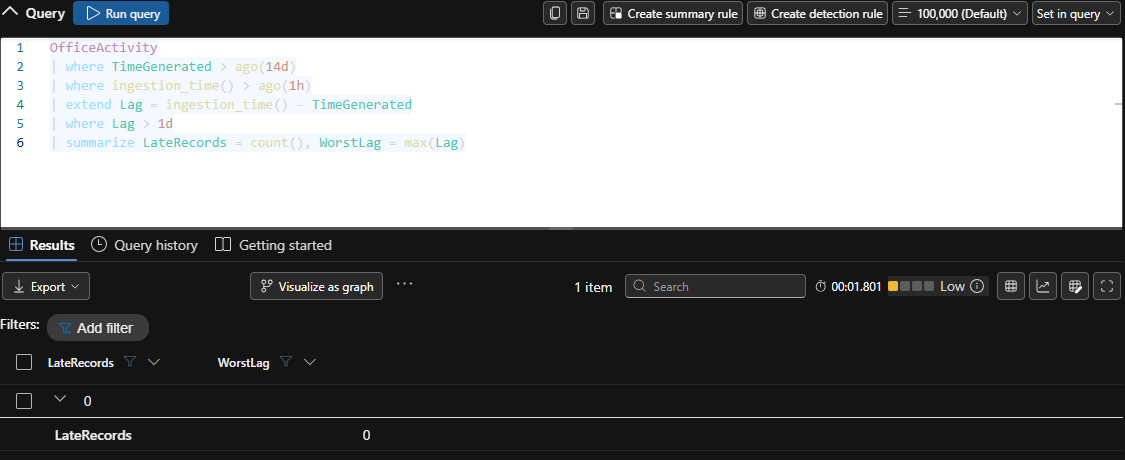 Query Run query Create summary rule Create detection rule 100,000 (Default) Set in query
1 OfficeActivity
2 | where TimeGenerated > ago(14d)
3 | where ingestion_time() > ago(1h)
4 | extend Lag = ingestion_time() - TimeGenerated
5 | where Lag > 1d
6 | summarize LateRecords = count(), WorstLag = max(Lag)
Results Query history Getting started
Export Visualize as graph ... 1 item Search 00:01.801 Low
Filters: Add filter
LateRecords WorstLag
0
LateRecords 0